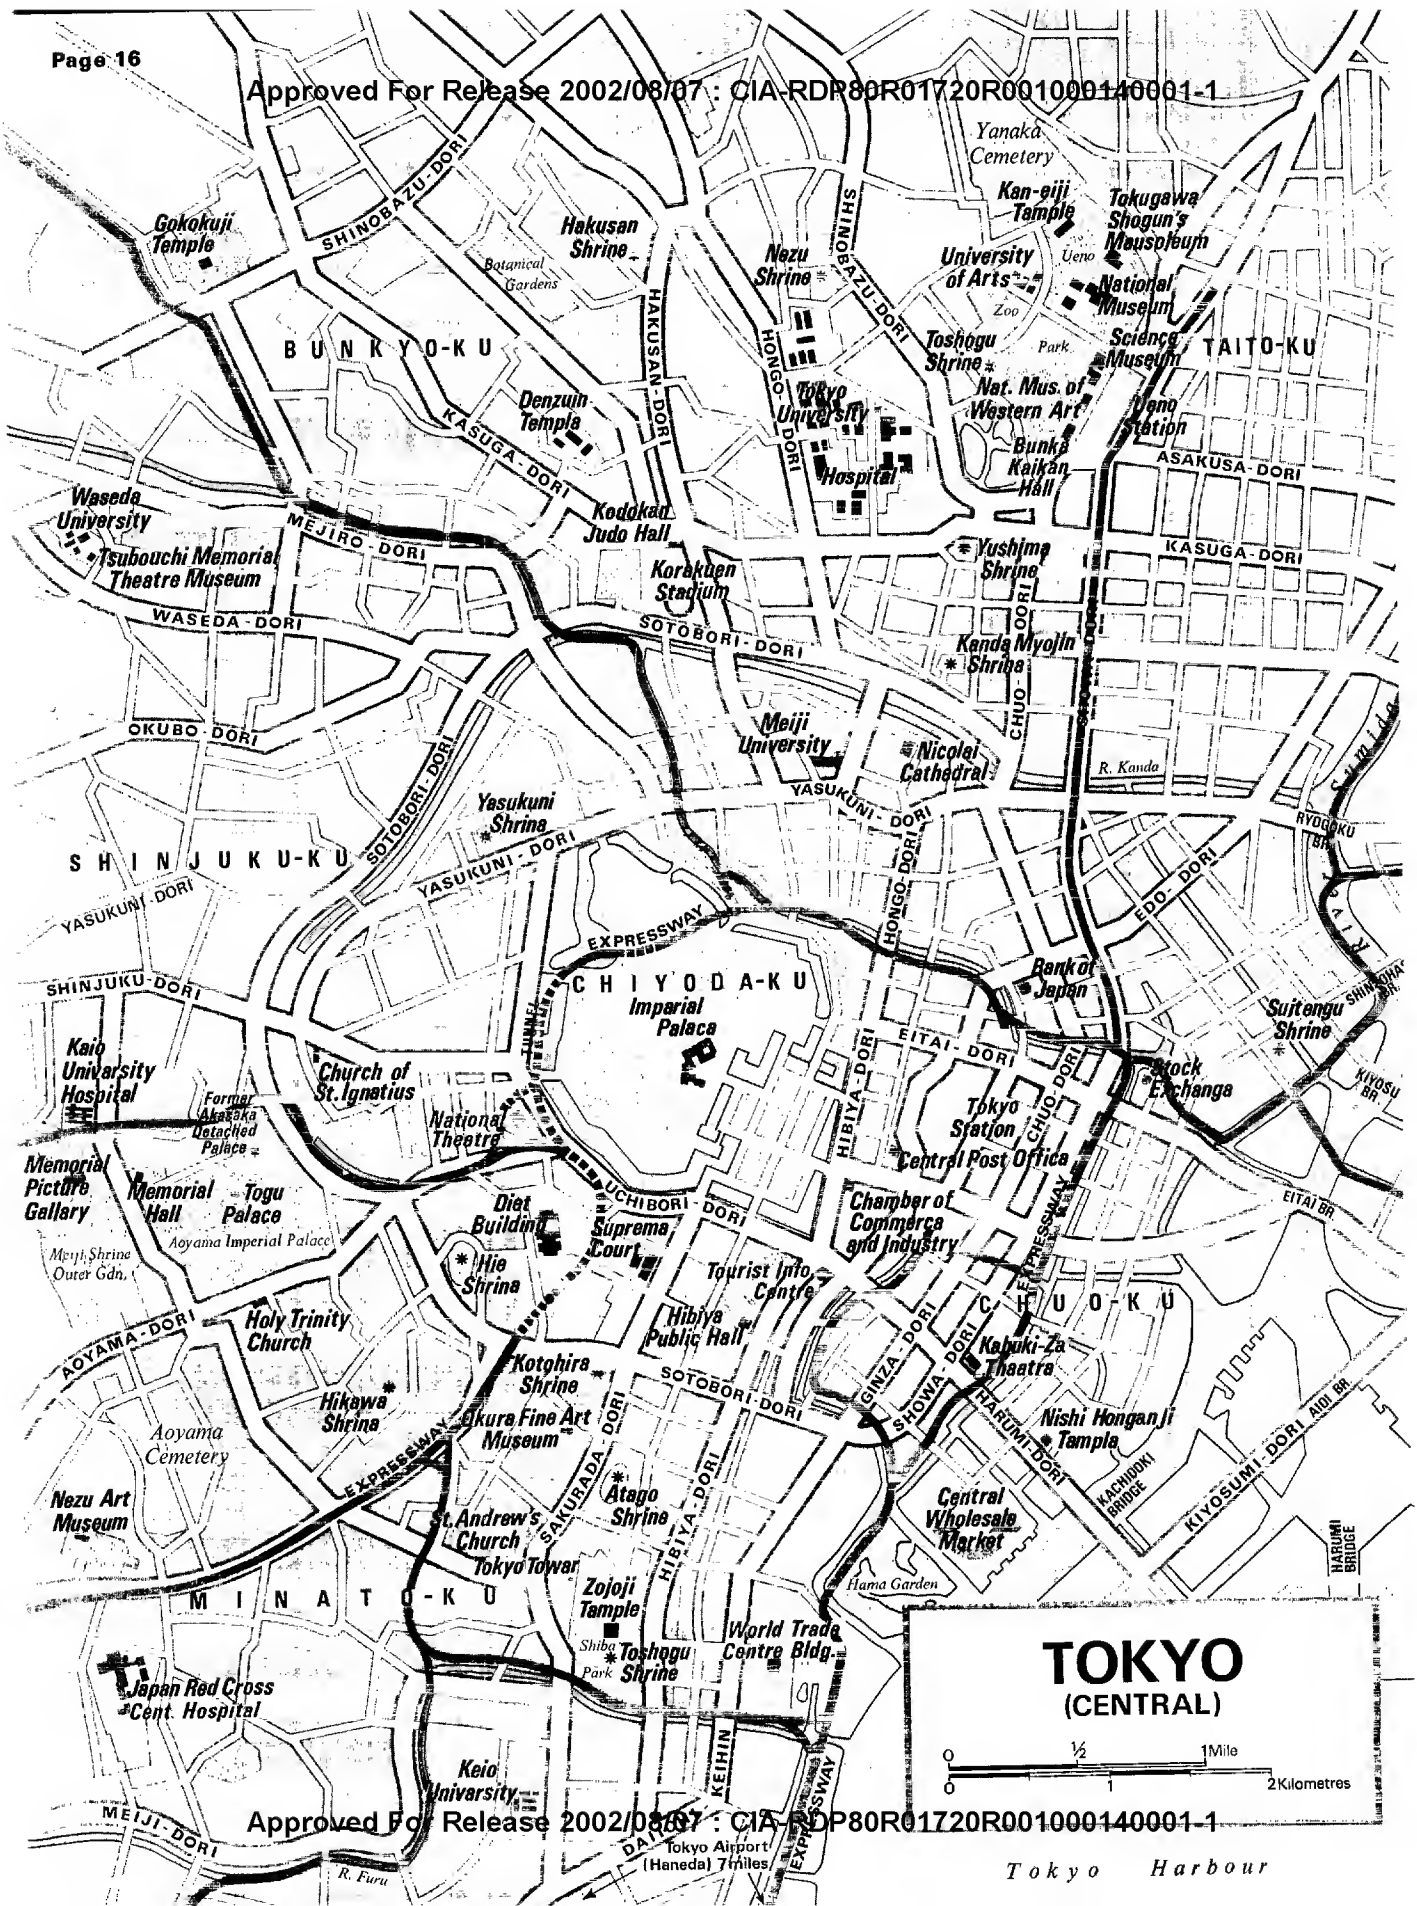 Page 16
Approved For Release 2002/08/07 : CIA-RDP80R01720R001000140001-1
Yanaka
Cemetery
Kan-eiji
Temple
Tokugawa
Shogun's
Mausoleum
SHINOBAZU-DORI
Gokokuji
Temple
Hakusan
Shrine
Botanical
Gardens
Nezu
Shrine
SHINOBAZU-DORI
University
of Arts
Ueno
National
Museum
Zoo
Park
Toshogu
Shrine
Science
Museum
TAITO-KU
BUNKYO-KU
HAKUSAN-DORI
HONGO-DORI
Nat. Mus. of
Western Art
Ueno
Station
Denzuin
Temple
KASUGA-DORI
Tokyo
University
Bunka
Kaikan
Hall
ASAKUSA-DORI
Hospital
Waseda
University
MEJIRO-DORI
Kodokan
Judo Hall
Yushima
Shrine
KASUGA-DORI
Tsubouchi Memorial
Theatre Museum
Korakuen
Stadium
WASEDA-DORI
SOTOBORI-DORI
Kanda Myojin
Shrine
CHUO-DORI
OKUBO-DORI
SOTOBORI-DORI
Meiji
University
Nicolai
Cathedral
R. Kanda
Sumida
River
Yasukuni
Shrine
YASUKUNI-DORI
YASUKUNI-DORI
RYOGOKU
BR.
SHINJUKU-KU
YASUKUNI-DORI
HONGO-DORI
EDO-DORI
EXPRESSWAY
SHINJUKU-DORI
CHIYODA-KU
Imperial
Palace
Bank of
Japan
Suitengu
Shrine
TUNNEL
HIBIYA-DORI
EITAI-DORI
CHUO-DORI
Keio
University
Hospital
Church of
St. Ignatius
Stock
Exchange
KIYOSU
BR
Former
Akasaka
Detached
Palace
National
Theatre
Tokyo
Station
Central Post Office
Memorial
Picture
Gallery
Memorial
Hall
Togu
Palace
Aoyama Imperial Palace
Meiji Shrine
Outer Gdn.
Diet
Building
UCHIBORI-DORI
Supreme
Court
Chamber of
Commerce
and Industry
EXPRESSWAY
EITAI BR
Hie
Shrine
Tourist Info
Centre
CHUO-KU
Holy Trinity
Church
AOYAMA-DORI
Hibiya
Public Hall
GINZA-DORI
SHOWA DORI
Kabuki-Za
Theatre
Kotohira
Shrine
SOTOBORI-DORI
Hikawa
Shrine
Okura Fine Art
Museum
HARUMI-DORI
Nishi Honganji
Temple
AIOI BR
Aoyama
Cemetery
EXPRESSWAY
SAKURADA DORI
HIBIYA-DORI
KACHIDOKI
BRIDGE
KIYOSUMI-DORI
Nezu Art
Museum
Atago
Shrine
Central
Wholesale
Market
St. Andrew's
Church
Tokyo Tower
HARUMI
BRIDGE
MINATO-KU
Zojoji
Temple
Hama Garden
Shiba
Park
Toshogu
Shrine
World Trade
Centre Bldg.
TOKYO
(CENTRAL)
Japan Red Cross
Cent. Hospital
0 ½ 1 Mile
0 1 2 Kilometres
Keio
University
KEIHIN
EXPRESSWAY
MEIJI-DORI
Approved For Release 2002/08/07 : CIA-RDP80R01720R001000140001-1
R. Furu
Tokyo Airport
(Haneda) 7 miles
Tokyo Harbour